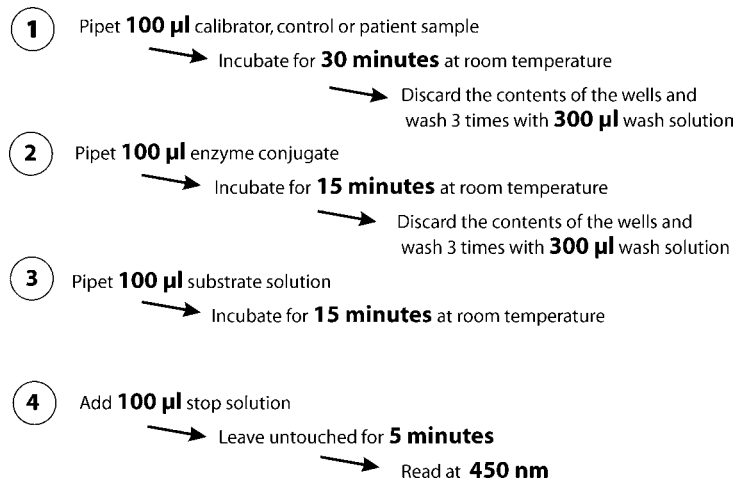 1 Pipet 100 µl calibrator, control or patient sample
Incubate for 30 minutes at room temperature
Discard the contents of the wells and
wash 3 times with 300 µl wash solution
2 Pipet 100 µl enzyme conjugate
Incubate for 15 minutes at room temperature
Discard the contents of the wells and
wash 3 times with 300 µl wash solution
3 Pipet 100 µl substrate solution
Incubate for 15 minutes at room temperature
4 Add 100 µl stop solution
Leave untouched for 5 minutes
Read at 450 nm